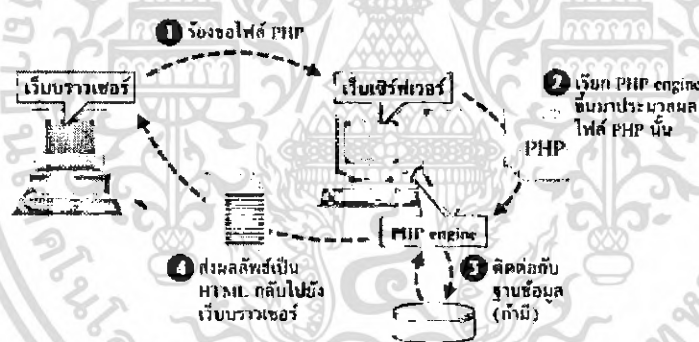 1 ร้องขอไฟล์ PHP
เว็บบราวเซอร์
เว็บเซิร์ฟเวอร์
2 เรียก PHP engine
ขึ้นมาประมวลผล
ไฟล์ PHP นั้น
PHP
PHP engine
4 ส่งผลลัพธ์เป็น
HTML กลับไปยัง
เว็บบราวเซอร์
3 ติดต่อกับ
ฐานข้อมูล
(ถ้ามี)